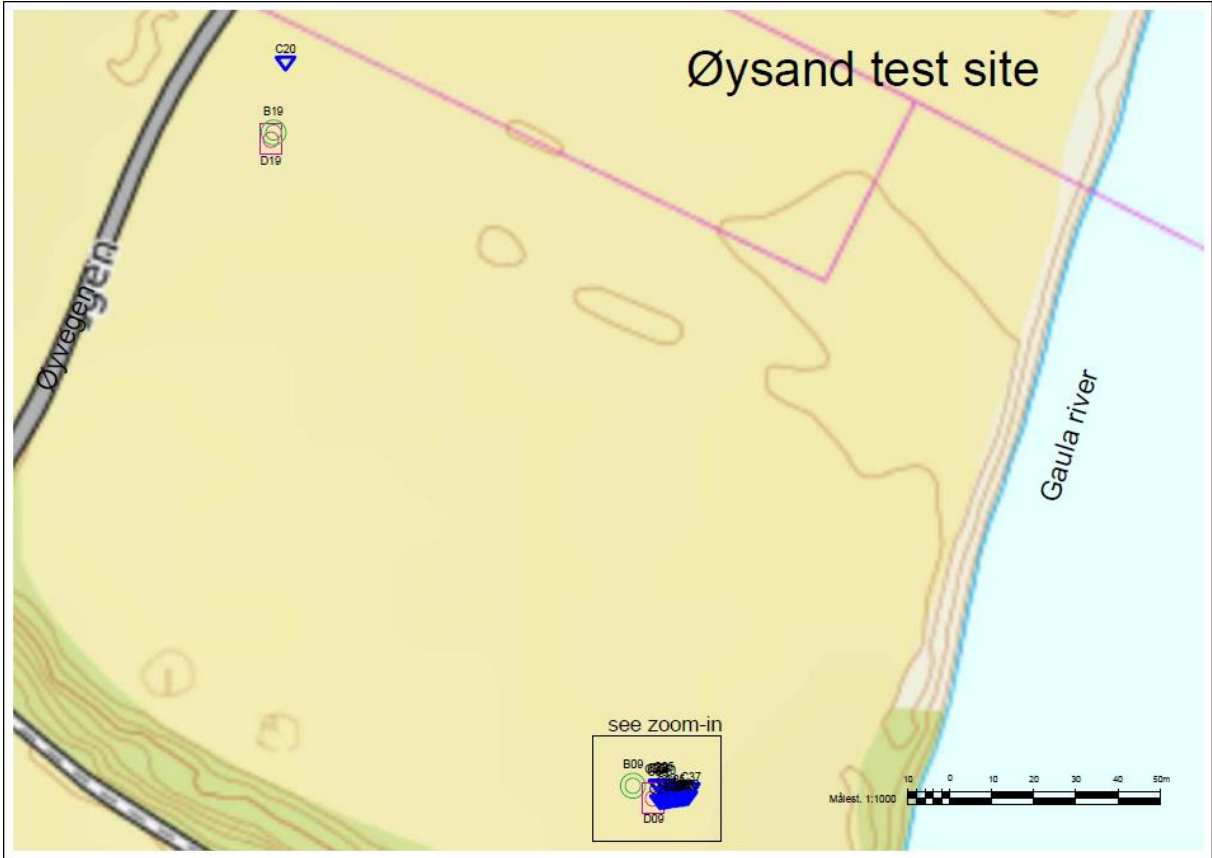 C20
Øysand test site
B19
D19
Øyvegen
gen
Gaula river
see zoom-in
B09
C37
D09
10 0 10 20 30 40 50m
Målest. 1:1000